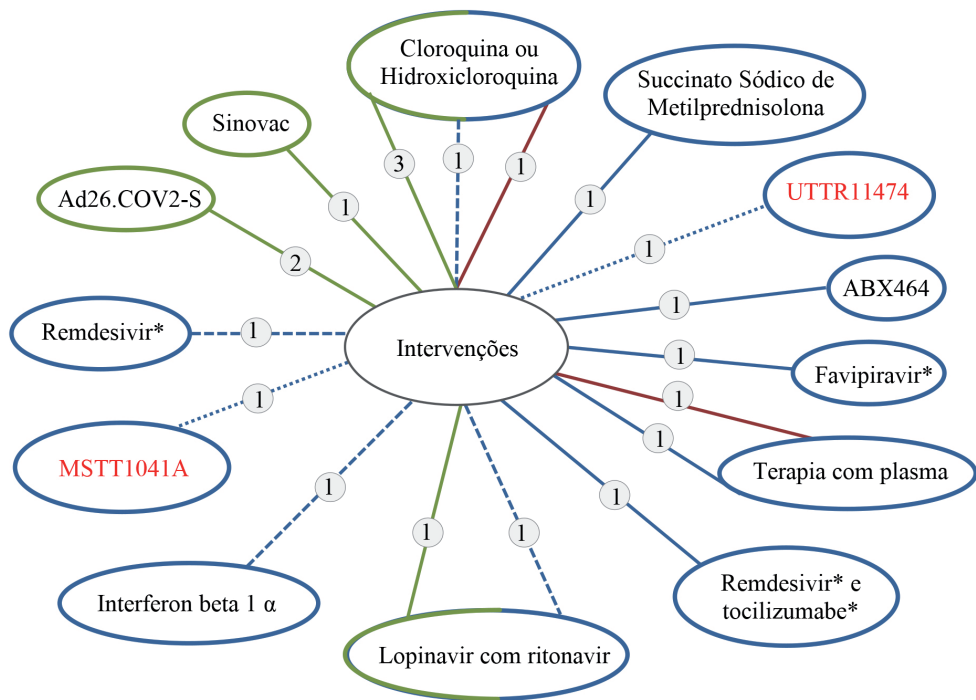 Cloroquina ou
Hidroxicloroquina
Succinato Sódico de
Metilprednisolona
Sinovac
3
1
1
Ad26.COV2-S
1
1
UTTR11474
2
1
ABX464
Remdesivir*
1
Intervenções
1
1
Favipiravir*
MSTT1041A
1
1
1
Terapia com plasma
1
1
1
1
Interferon beta 1 α
Remdesivir* e
tocilizumabe*
Lopinavir com ritonavir